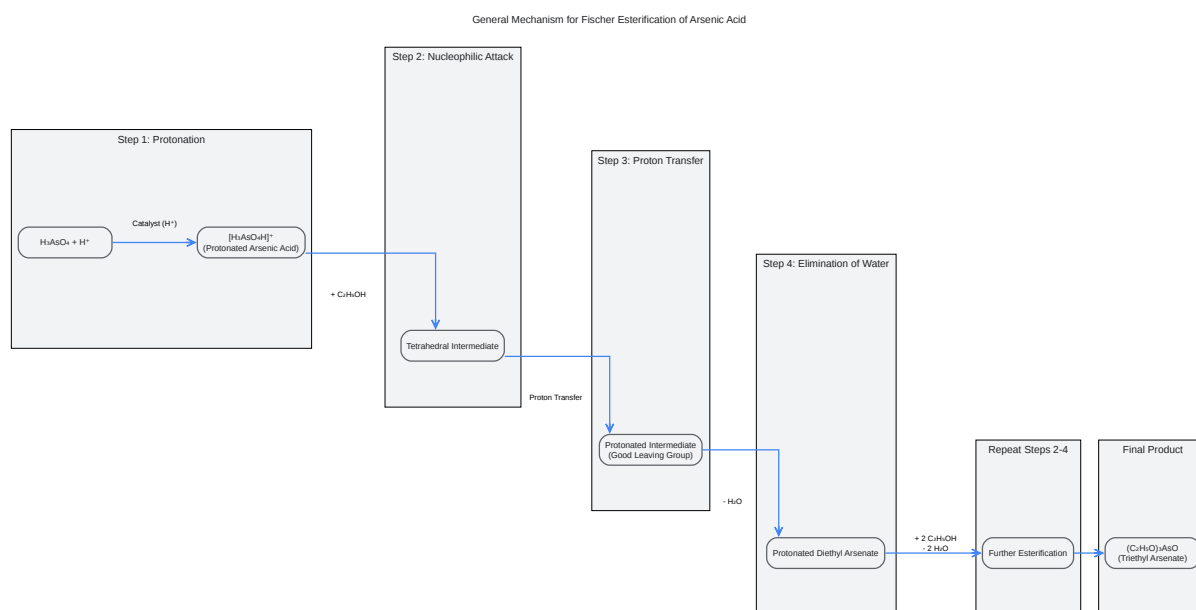 General Mechanism for Fischer Esterification of Arsenic Acid
Step 1: Protonation
H₃AsO₄ + H⁺
Catalyst (H⁺)
[H₃AsO₄H]⁺
(Protonated Arsenic Acid)
+ C₂H₅OH
Step 2: Nucleophilic Attack
Tetrahedral Intermediate
Proton Transfer
Step 3: Proton Transfer
Protonated Intermediate
(Good Leaving Group)
- H₂O
Step 4: Elimination of Water
Protonated Diethyl Arsenate
+ 2 C₂H₅OH
- 2 H₂O
Repeat Steps 2-4
Further Esterification
Final Product
(C₂H₅O)₃AsO
(Triethyl Arsenate)